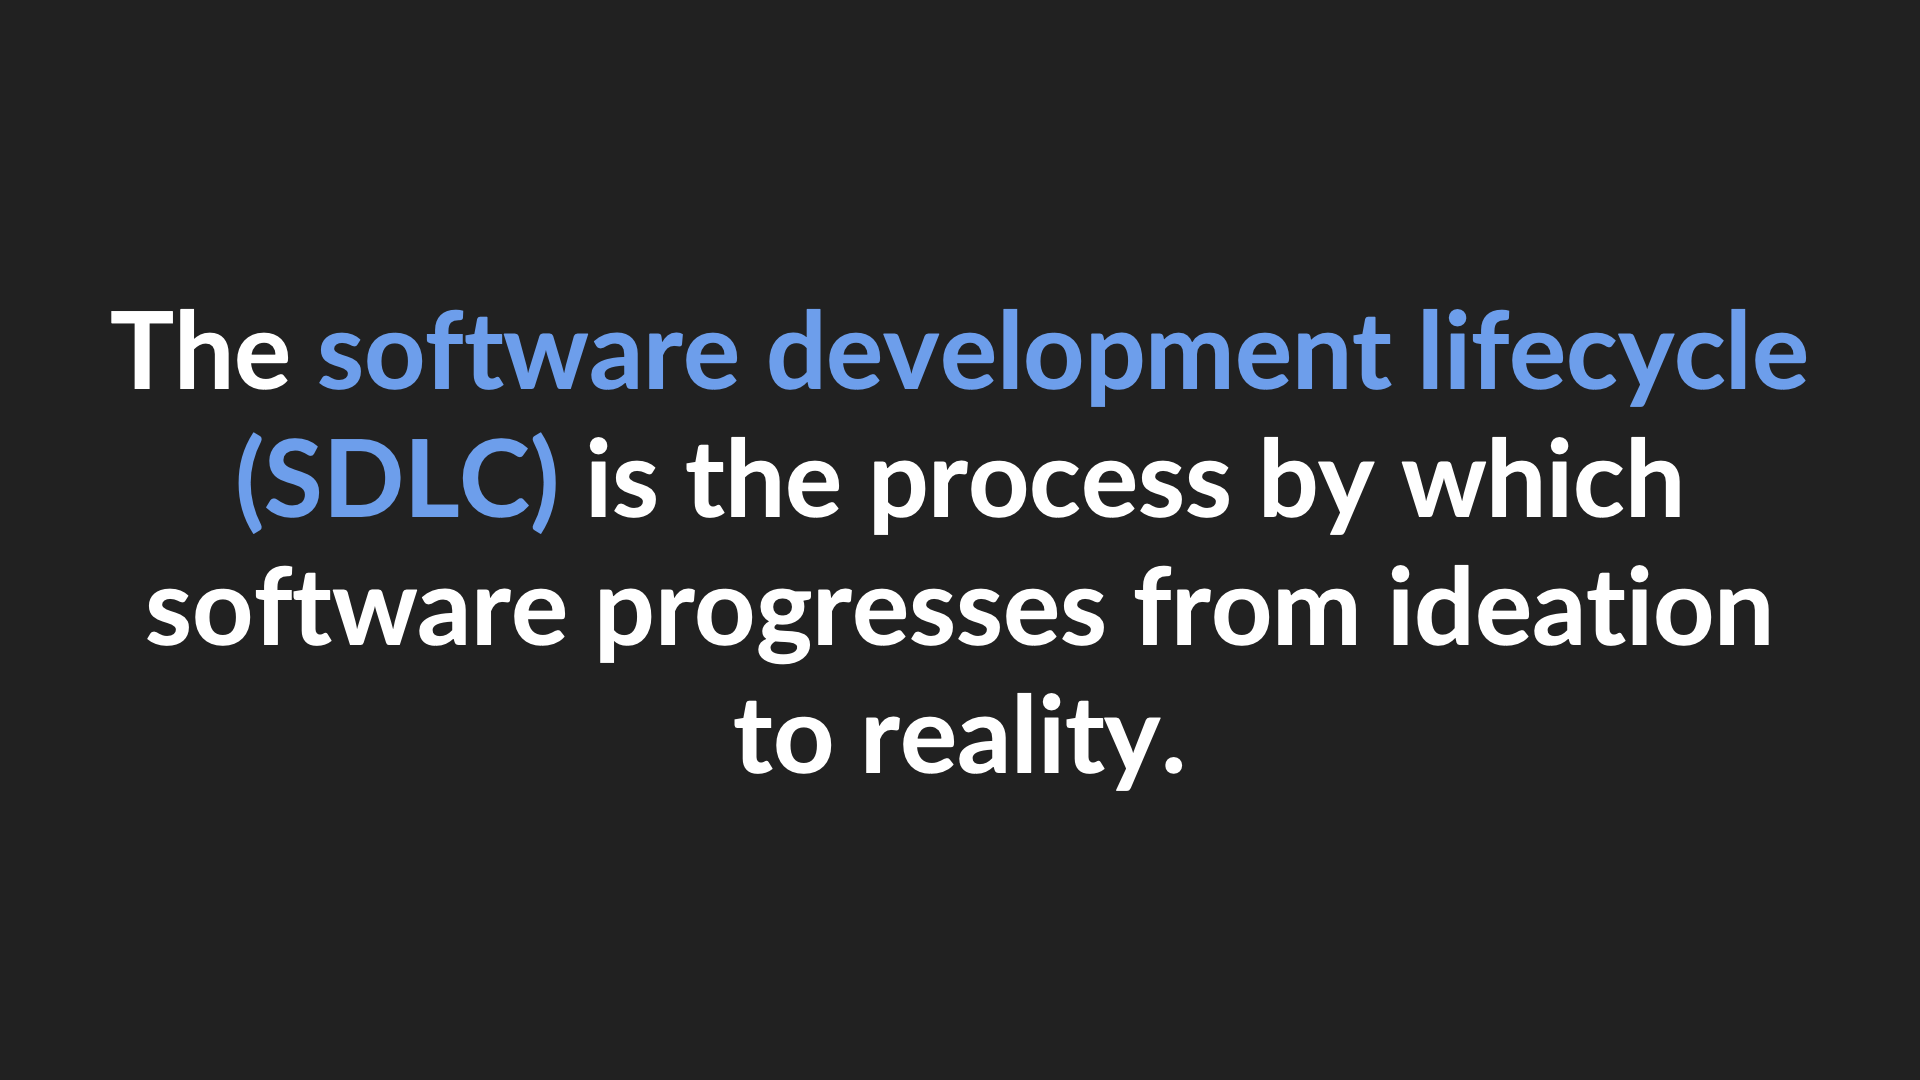 The software development lifecycle
(SDLC) is the process by which
software progresses from ideation
to reality.